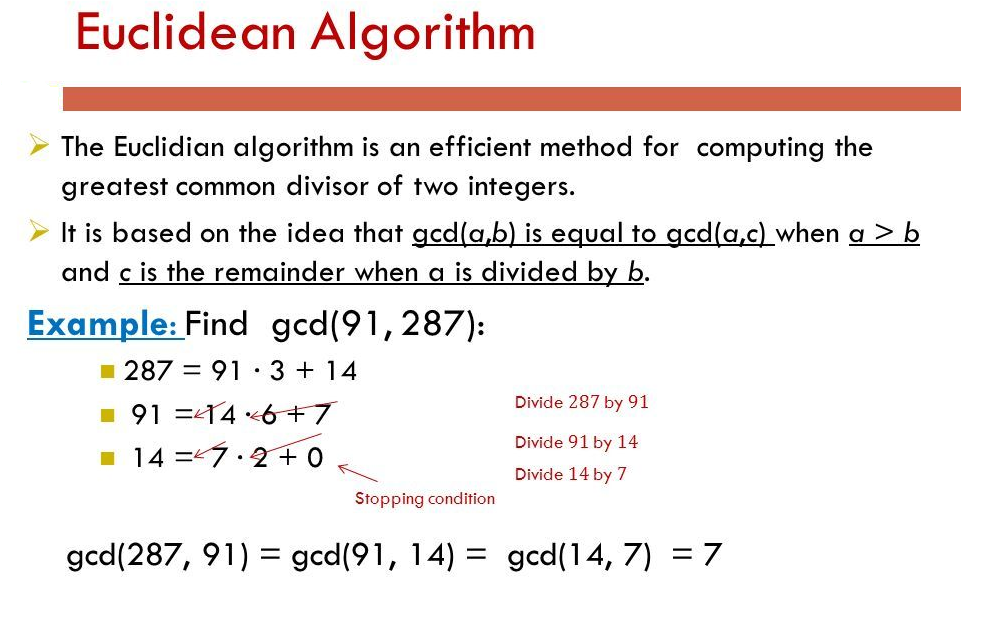 Euclidean Algorithm
The Euclidian algorithm is an efficient method for computing the
greatest common divisor of two integers.
It is based on the idea that gcd(a,b) is equal to gcd(a,c) when a > b
and c is the remainder when a is divided by b.
Example: Find gcd(91, 287):
287 = 91 · 3 + 14
91 = 14 · 6 + 7
14 = 7 · 2 + 0
Divide 287 by 91
Divide 91 by 14
Divide 14 by 7
Stopping condition
gcd(287, 91) = gcd(91, 14) = gcd(14, 7) = 7